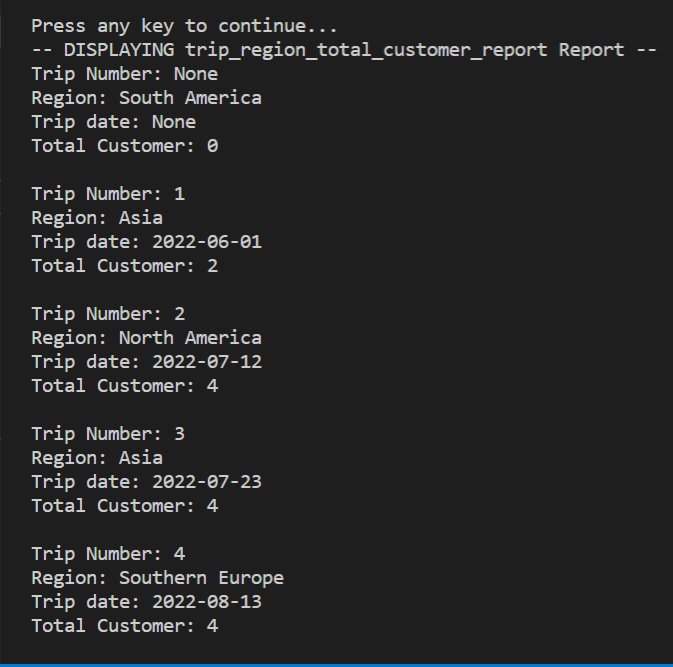 Press any key to continue...
-- DISPLAYING trip_region_total_customer_report Report --
Trip Number: None
Region: South America
Trip date: None
Total Customer: 0
Trip Number: 1
Region: Asia
Trip date: 2022-06-01
Total Customer: 2
Trip Number: 2
Region: North America
Trip date: 2022-07-12
Total Customer: 4
Trip Number: 3
Region: Asia
Trip date: 2022-07-23
Total Customer: 4
Trip Number: 4
Region: Southern Europe
Trip date: 2022-08-13
Total Customer: 4